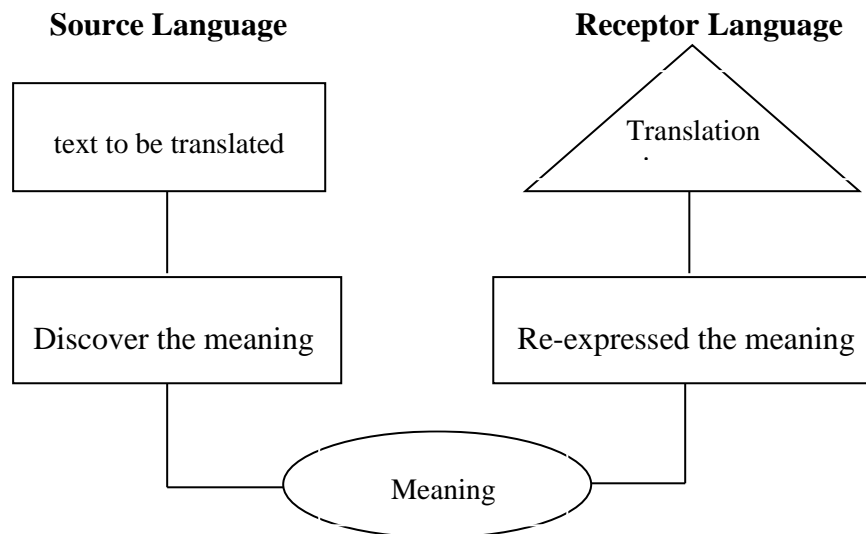 Source Language
Receptor Language
text to be translated
Translation
Discover the meaning
Re-expressed the meaning
Meaning